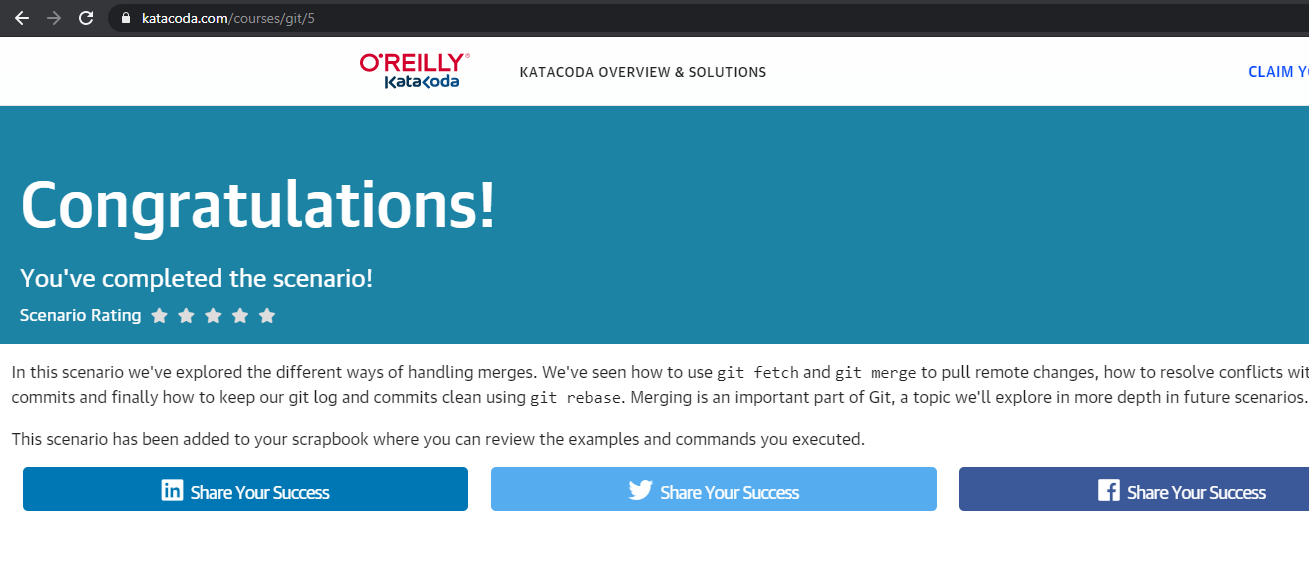 katacoda.com/courses/git/5
O'REILLY®
Katacoda
KATACODA OVERVIEW & SOLUTIONS
CLAIM
Congratulations!
You've completed the scenario!
Scenario Rating
In this scenario we've explored the different ways of handling merges. We've seen how to use git fetch and git merge to pull remote changes, how to resolve conflicts
commits and finally how to keep our git log and commits clean using git rebase. Merging is an important part of Git, a topic we'll explore in more depth in future scenarios.
This scenario has been added to your scrapbook where you can review the examples and commands you executed.
in Share Your Success
Share Your Success
f Share Your Success